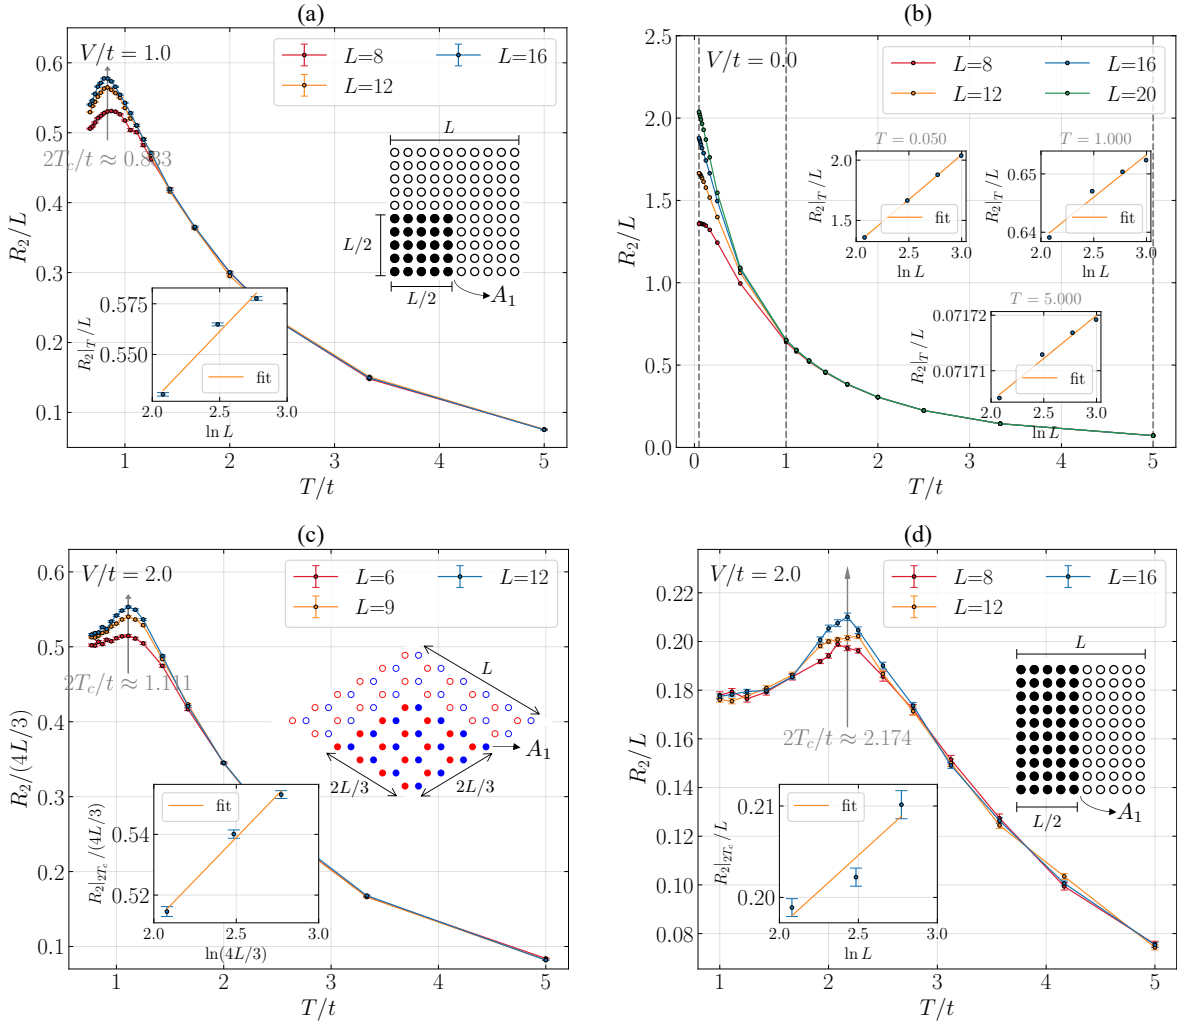 (a)
V/t = 1.0
L=8
L=12
L=16
2T_c/t ≈ 0.833
L
L/2
L/2
A_1
R_2/L
0.6
0.5
0.4
0.3
0.2
0.1
1
2
3
4
5
T/t
R_2|_T/L
0.575
0.550
2.0
2.5
3.0
ln L
fit
(b)
V/t = 0.0
L=8
L=12
L=16
L=20
R_2/L
2.5
2.0
1.5
1.0
0.5
0.0
0
1
2
3
4
5
T/t
T = 0.050
R_2|_T/L
2.0
1.5
2.0
2.5
3.0
ln L
fit
T = 1.000
R_2|_T/L
0.65
0.64
2.0
2.5
3.0
ln L
fit
T = 5.000
R_2|_T/L
0.07172
0.07171
2.0
2.5
3.0
ln L
fit
(c)
V/t = 2.0
L=6
L=9
L=12
2T_c/t ≈ 1.111
L
2L/3
2L/3
A_1
R_2/(4L/3)
0.6
0.5
0.4
0.3
0.2
0.1
1
2
3
4
5
T/t
R_2|_{2T_c}/(4L/3)
0.54
0.52
2.0
2.5
3.0
ln(4L/3)
fit
(d)
V/t = 2.0
L=8
L=12
L=16
2T_c/t ≈ 2.174
L
L/2
A_1
R_2/L
0.22
0.20
0.18
0.16
0.14
0.12
0.10
0.08
1
2
3
4
5
T/t
R_2|_{2T_c}/L
0.21
0.20
2.0
2.5
3.0
ln L
fit